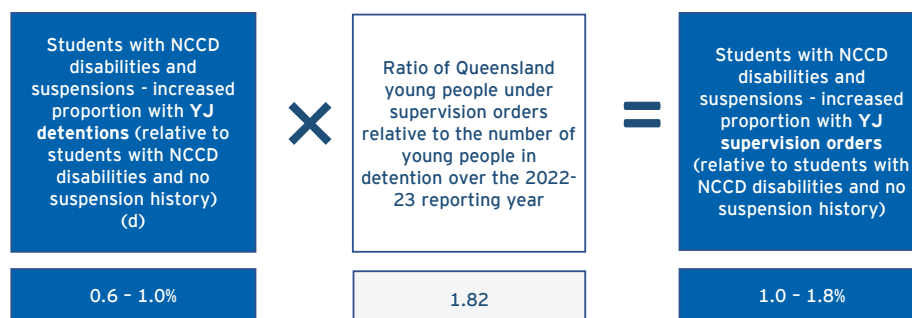 Students with NCCD
disabilities and
suspensions - increased
proportion with YJ
detentions (relative to
students with NCCD
disabilities and no
suspension history)
(d)
×
Ratio of Queensland
young people under
supervision orders
relative to the number of
young people in
detention over the 2022-
23 reporting year
=
Students with NCCD
disabilities and
suspensions - increased
proportion with YJ
supervision orders
(relative to students with
NCCD disabilities and no
suspension history)
0.6 – 1.0%
1.82
1.0 – 1.8%